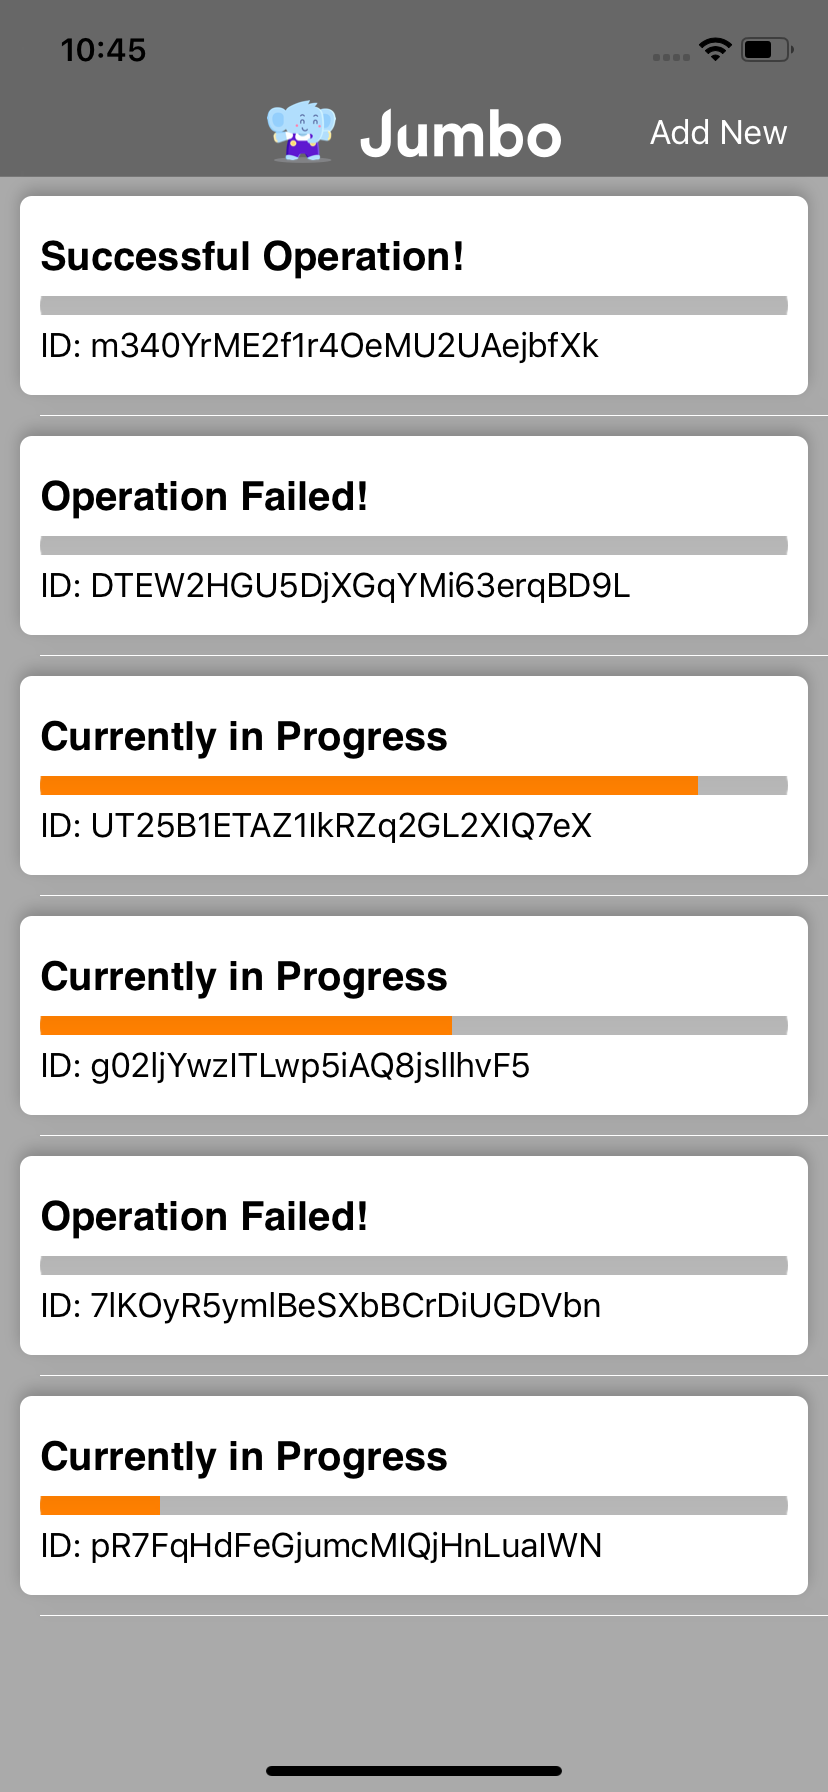 10:45
Jumbo
Add New
Successful Operation!
ID: m340YrME2f1r4OeMU2UAejbfXk
Operation Failed!
ID: DTEW2HGU5DjXGqYMi63erqBD9L
Currently in Progress
ID: UT25B1ETAZ1IkRZq2GL2XIQ7eX
Currently in Progress
ID: g02ljYwzITLwp5iAQ8jsllhvF5
Operation Failed!
ID: 7lKOyR5ymlBeSXbBCrDiUGDVbn
Currently in Progress
ID: pR7FqHdFeGjumcMIQjHnLuaIWN